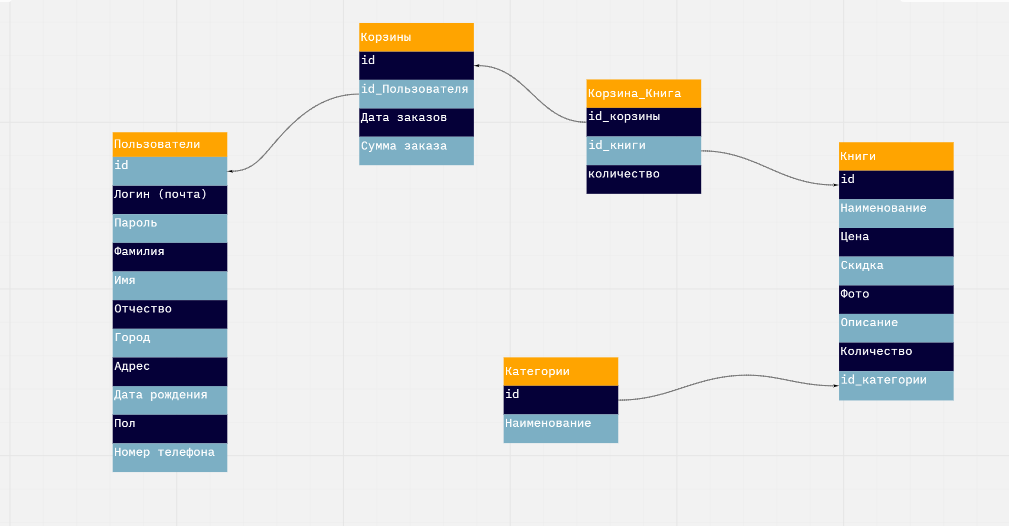 Корзины
id
id_Пользователя
Дата заказов
Сумма заказа
Корзина_Книга
id_корзины
id_книги
количество
Пользователи
id
Логин (почта)
Пароль
Фамилия
Имя
Отчество
Город
Адрес
Дата рождения
Пол
Номер телефона
Книги
id
Наименование
Цена
Скидка
Фото
Описание
Количество
id_категории
Категории
id
Наименование